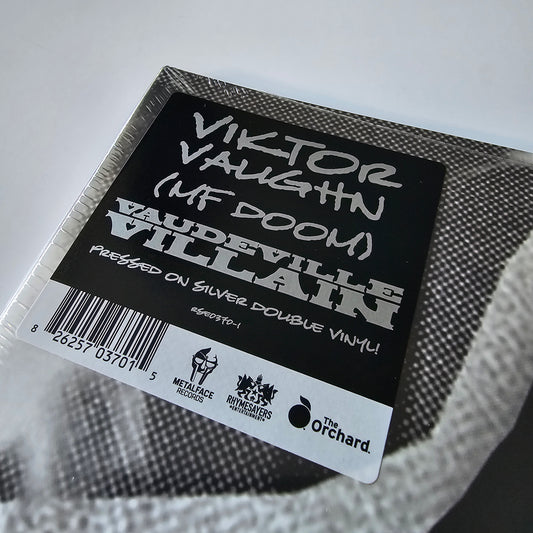 VIKTOR
VAUGHN
(MF DOOM)
VAUDEVILLE
VILLAIN
PRESSED ON SILVER DOUBLE VINYL!
RSE0370-1
8 26257 03701 5
METALFACE
RECORDS
RHYMESAYERS
ENTERTAINMENT
The
Orchard.